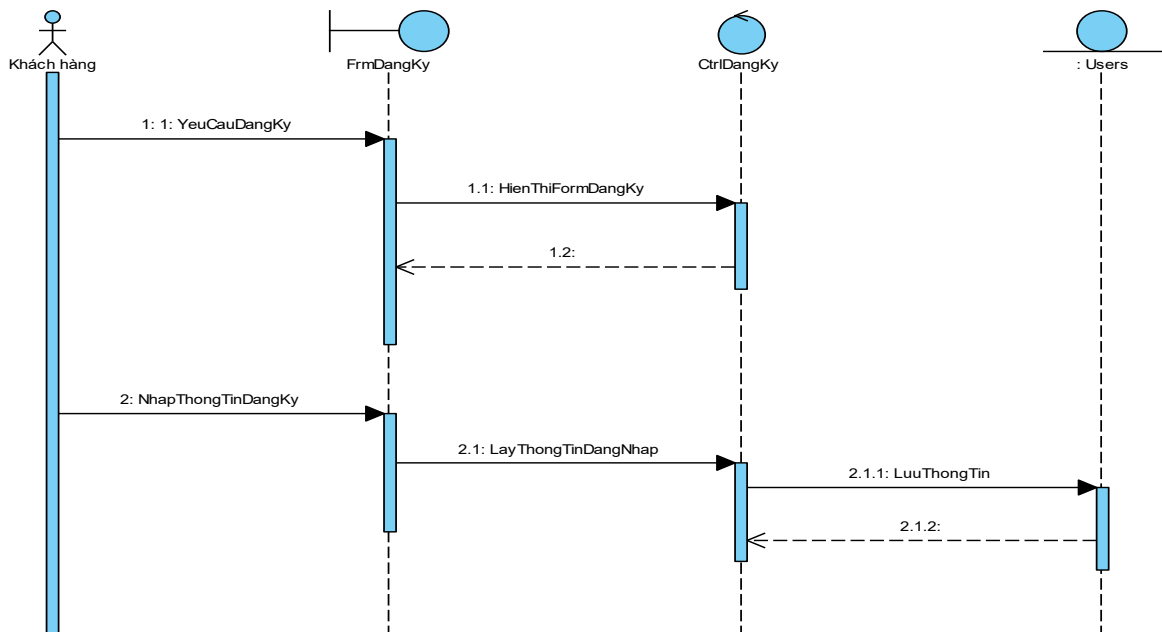 Khách hàng
FrmDangKy
CtrlDangKy
: Users
1: 1: YeuCauDangKy
1.1: HienThiFormDangKy
1.2:
2: NhapThongTinDangKy
2.1: LayThongTinDangNhap
2.1.1: LuuThongTin
2.1.2: